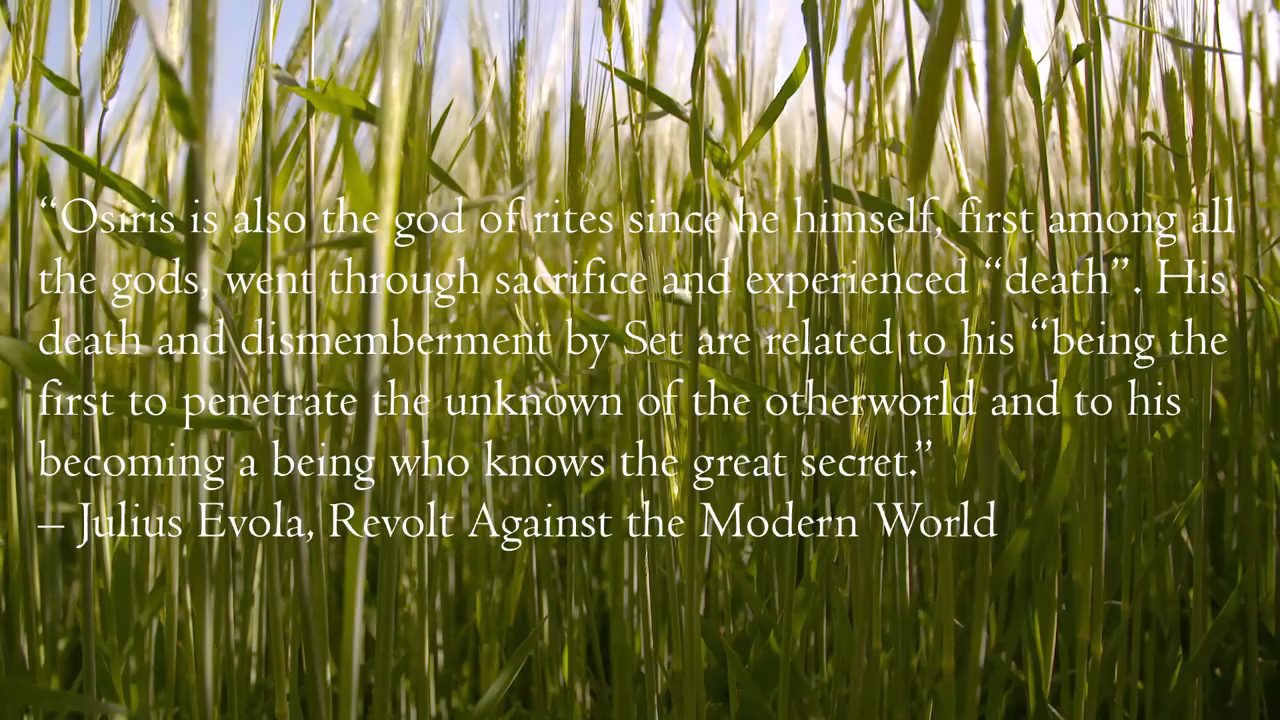 “Osiris is also the god of rites since he himself, first among all
the gods, went through sacrifice and experienced “death”. His
death and dismemberment by Set are related to his “being the
first to penetrate the unknown of the otherworld and to his
becoming a being who knows the great secret.”
– Julius Evola, Revolt Against the Modern World